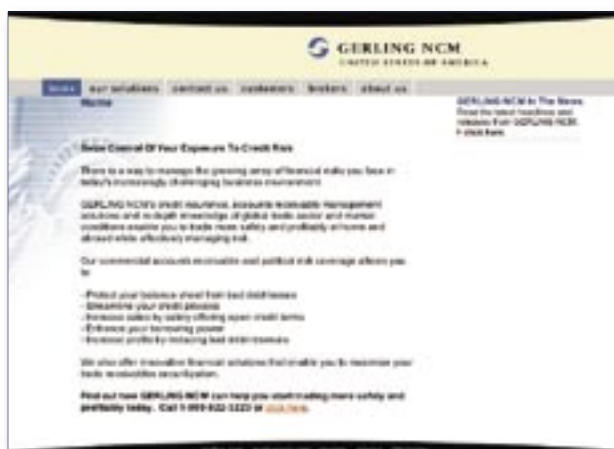 GERLING NCM
UNITED STATES OF AMERICA
home our solutions contact us customers brokers about us
Home
GERLING NCM In The News
Read the latest headlines and
releases from GERLING NCM.
click here.
Seize Control Of Your Exposure To Credit Risk
There is a way to manage the growing array of financial risks you face in
today's increasingly challenging business environment.
GERLING NCM's credit insurance, accounts receivable management
solutions and in-depth knowledge of global trade sector and market
conditions enable you to trade more safely and profitably at home and
abroad while effectively managing risk.
Our commercial accounts receivable and political risk coverage allows you
to:
- Protect your balance sheet from bad debt losses
- Streamline your credit process
- Increase sales by safely offering open credit terms
- Enhance your borrowing power
- Increase profits by reducing bad debt reserves
We also offer innovative financial solutions that enable you to maximize your
trade receivables securitization.
Find out how GERLING NCM can help you start trading more safely and
profitably today. Call or click here.